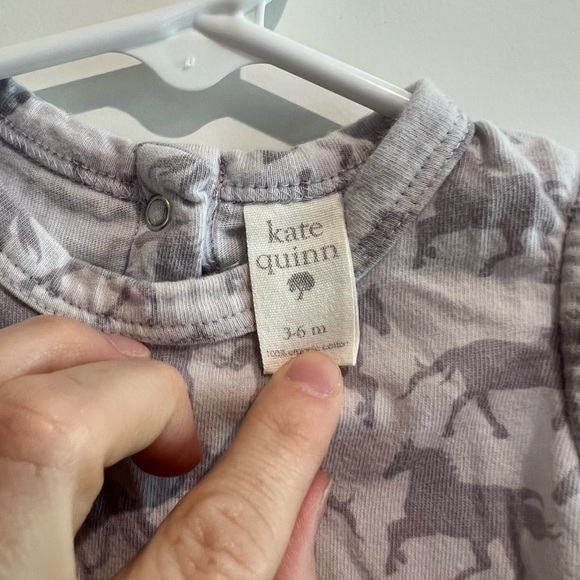 kate
quinn
3-6 m
100% organic cotton